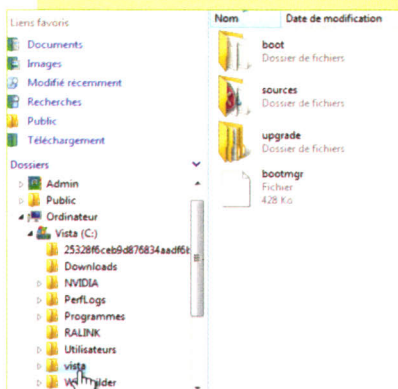 Liens favoris
Documents
Images
Modifié récemment
Recherches
Public
Téléchargement
Dossiers
Admin
Public
Ordinateur
Vista (C:)
25328f6ceb9d876834aadf6b
Downloads
NVIDIA
PerfLogs
Programmes
RALINK
Utilisateurs
vista
Nom Date de modification
boot
Dossier de fichiers
sources
Dossier de fichiers
upgrade
Dossier de fichiers
bootmgr
Fichier
428 Ko